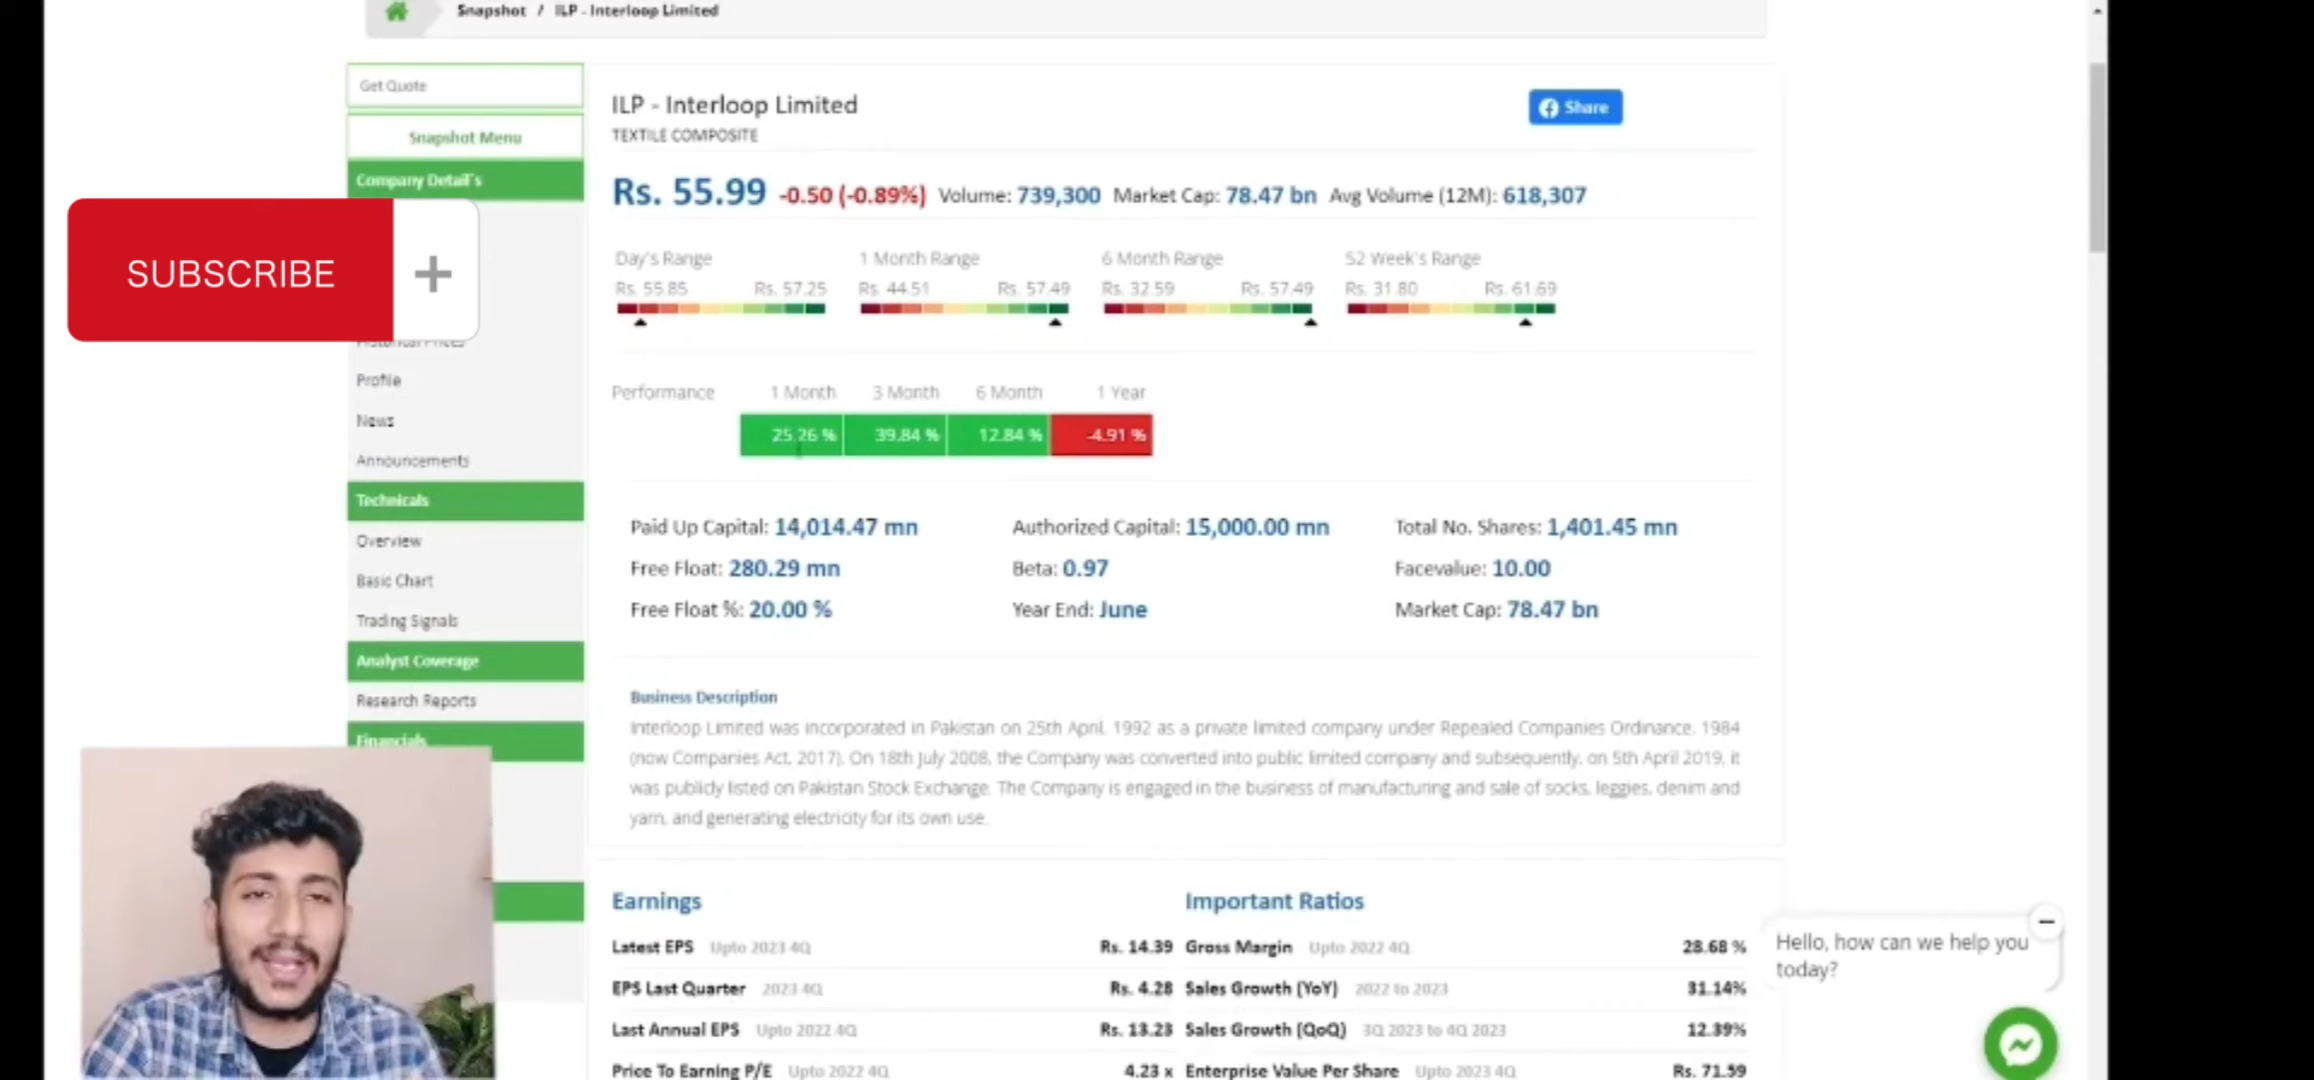 Snapshot / ILP - Interloop Limited
Get Quote
Snapshot Menu
Company Detail's
SUBSCRIBE +
Historical Prices
Profile
News
Announcements
Technicals
Overview
Basic Chart
Trading Signals
Analyst Coverage
Research Reports
Financials
ILP - Interloop Limited
Share
TEXTILE COMPOSITE
Rs. 55.99 -0.50 (-0.89%) Volume: 739,300 Market Cap: 78.47 bn Avg Volume (12M): 618,307
Day's Range 1 Month Range 6 Month Range 52 Week's Range
Rs. 55.85 Rs. 57.25 Rs. 44.51 Rs. 57.49 Rs. 32.59 Rs. 57.49 Rs. 31.80 Rs. 61.69
Performance 1 Month 3 Month 6 Month 1 Year
25.26 % 39.84 % 12.84 % -4.91 %
Paid Up Capital: 14,014.47 mn Authorized Capital: 15,000.00 mn Total No. Shares: 1,401.45 mn
Free Float: 280.29 mn Beta: 0.97 Facevalue: 10.00
Free Float %: 20.00 % Year End: June Market Cap: 78.47 bn
Business Description
Interloop Limited was incorporated in Pakistan on 25th April, 1992 as a private limited company under Repealed Companies Ordinance, 1984
(now Companies Act, 2017). On 18th July 2008, the Company was converted into public limited company and subsequently, on 5th April 2019, it
was publicly listed on Pakistan Stock Exchange. The Company is engaged in the business of manufacturing and sale of socks, leggies, denim and
yarn, and generating electricity for its own use.
Earnings Important Ratios
Latest EPS Upto 2023 4Q Rs. 14.39 Gross Margin Upto 2022 4Q 28.68 %
EPS Last Quarter 2023 4Q Rs. 4.28 Sales Growth (YoY) 2022 to 2023 31.14%
Last Annual EPS Upto 2022 4Q Rs. 13.23 Sales Growth (QoQ) 3Q 2023 to 4Q 2023 12.39%
Price To Earning P/E Upto 2022 4Q 4.23 x Enterprise Value Per Share Upto 2023 4Q Rs. 71.59
Hello, how can we help you
today?